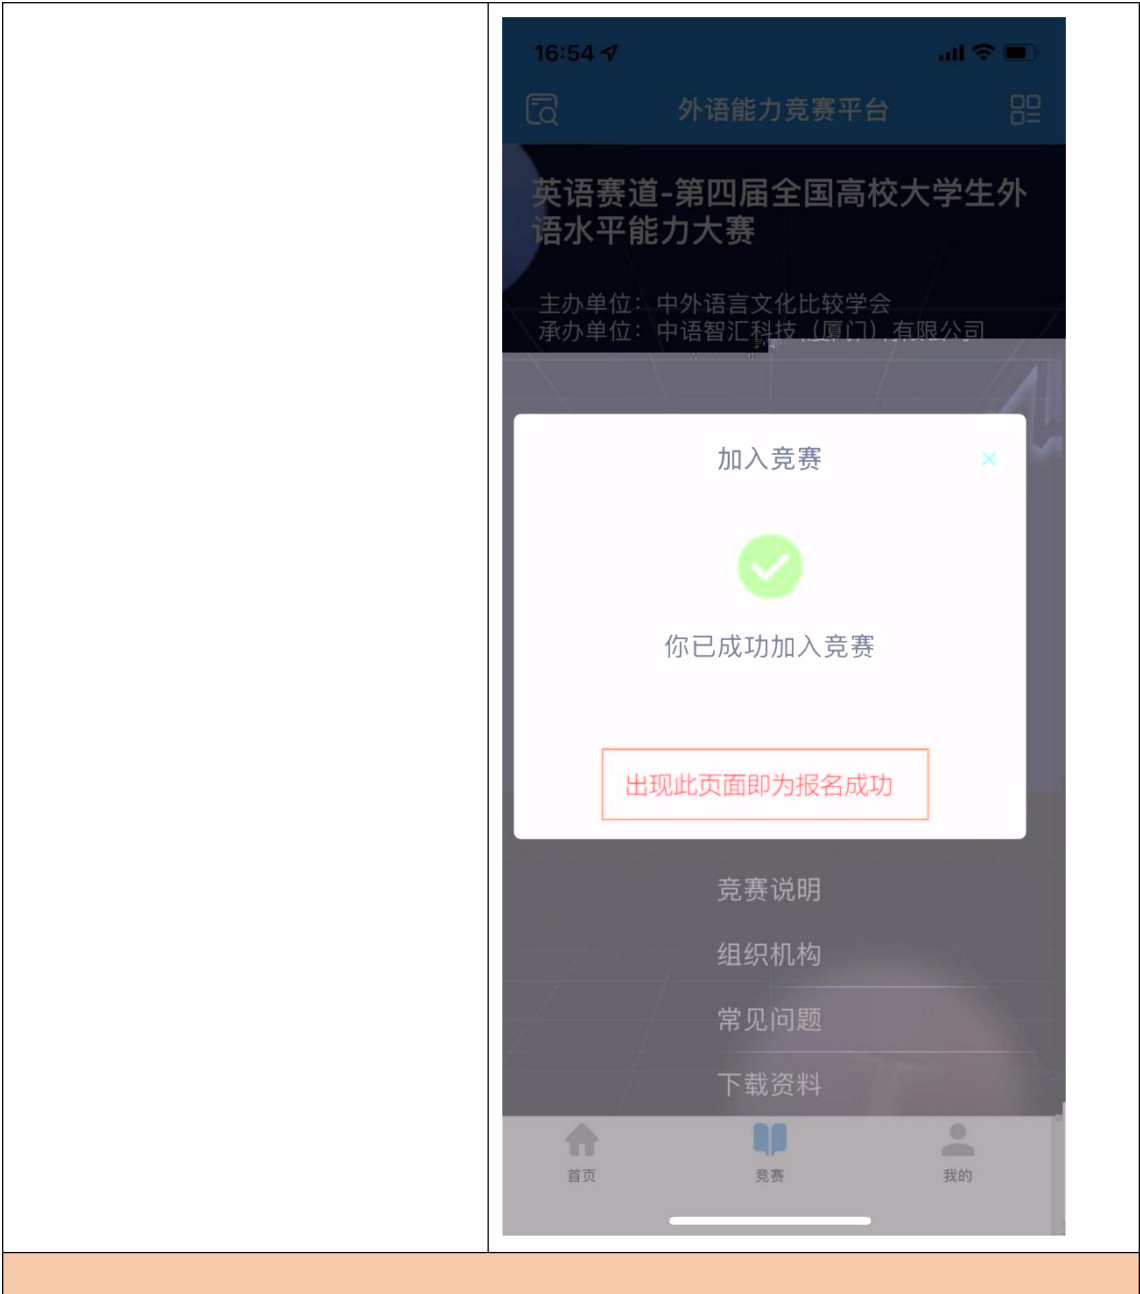 16:54
外语能力竞赛平台
英语赛道-第四届全国高校大学生外
语水平能力大赛
主办单位：中外语言文化比较学会
承办单位：中语智汇科技（厦门）有限公司
加入竞赛
你已成功加入竞赛
出现此页面即为报名成功
竞赛说明
组织机构
常见问题
下载资料
首页
竞赛
我的